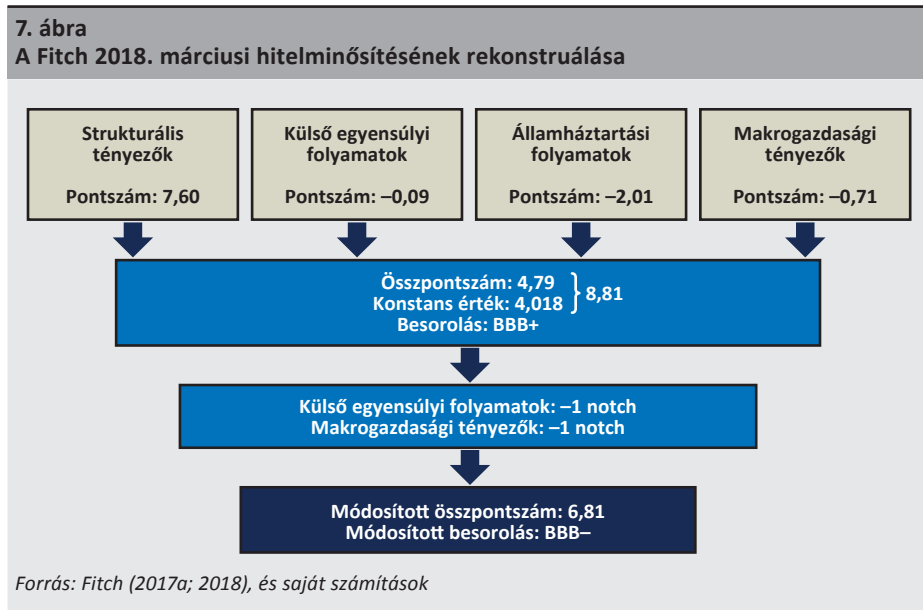 7. ábra
A Fitch 2018. márciusi hitelminősítésének rekonstruálása
Strukturális
tényezők
Pontszám: 7,60
Külső egyensúlyi
folyamatok
Pontszám: –0,09
Államháztartási
folyamatok
Pontszám: –2,01
Makrogazdasági
tényezők
Pontszám: –0,71
Összpontszám: 4,79
Konstans érték: 4,018
8,81
Besorolás: BBB+
Külső egyensúlyi folyamatok: –1 notch
Makrogazdasági tényezők: –1 notch
Módosított összpontszám: 6,81
Módosított besorolás: BBB–
Forrás: Fitch (2017a; 2018), és saját számítások